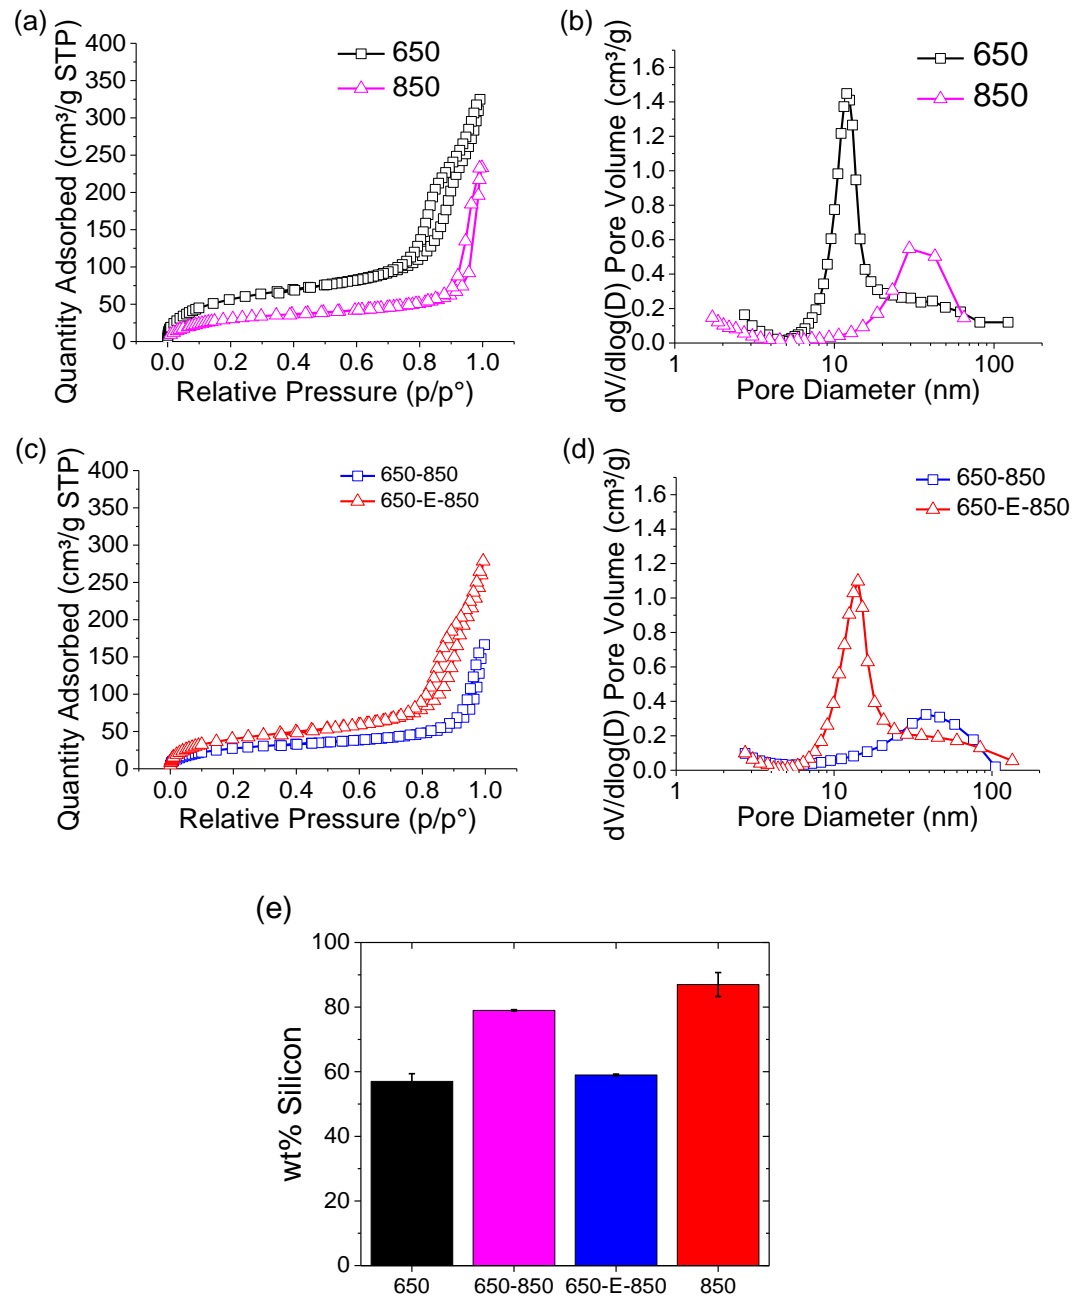 (a)
Quantity Adsorbed (cm³/g STP)
400
350
300
250
200
150
100
50
0
0.0 0.2 0.4 0.6 0.8 1.0
Relative Pressure (p/p°)
650
850
(b)
dV/dlog(D) Pore Volume (cm³/g)
1.6
1.4
1.2
1.0
0.8
0.6
0.4
0.2
0.0
1 10 100
Pore Diameter (nm)
650
850
(c)
Quantity Adsorbed (cm³/g STP)
400
350
300
250
200
150
100
50
0
0.0 0.2 0.4 0.6 0.8 1.0
Relative Pressure (p/p°)
650-850
650-E-850
(d)
dV/dlog(D) Pore Volume (cm³/g)
1.6
1.4
1.2
1.0
0.8
0.6
0.4
0.2
0.0
1 10 100
Pore Diameter (nm)
650-850
650-E-850
(e)
wt% Silicon
100
80
60
40
20
0
650 650-850 650-E-850 850